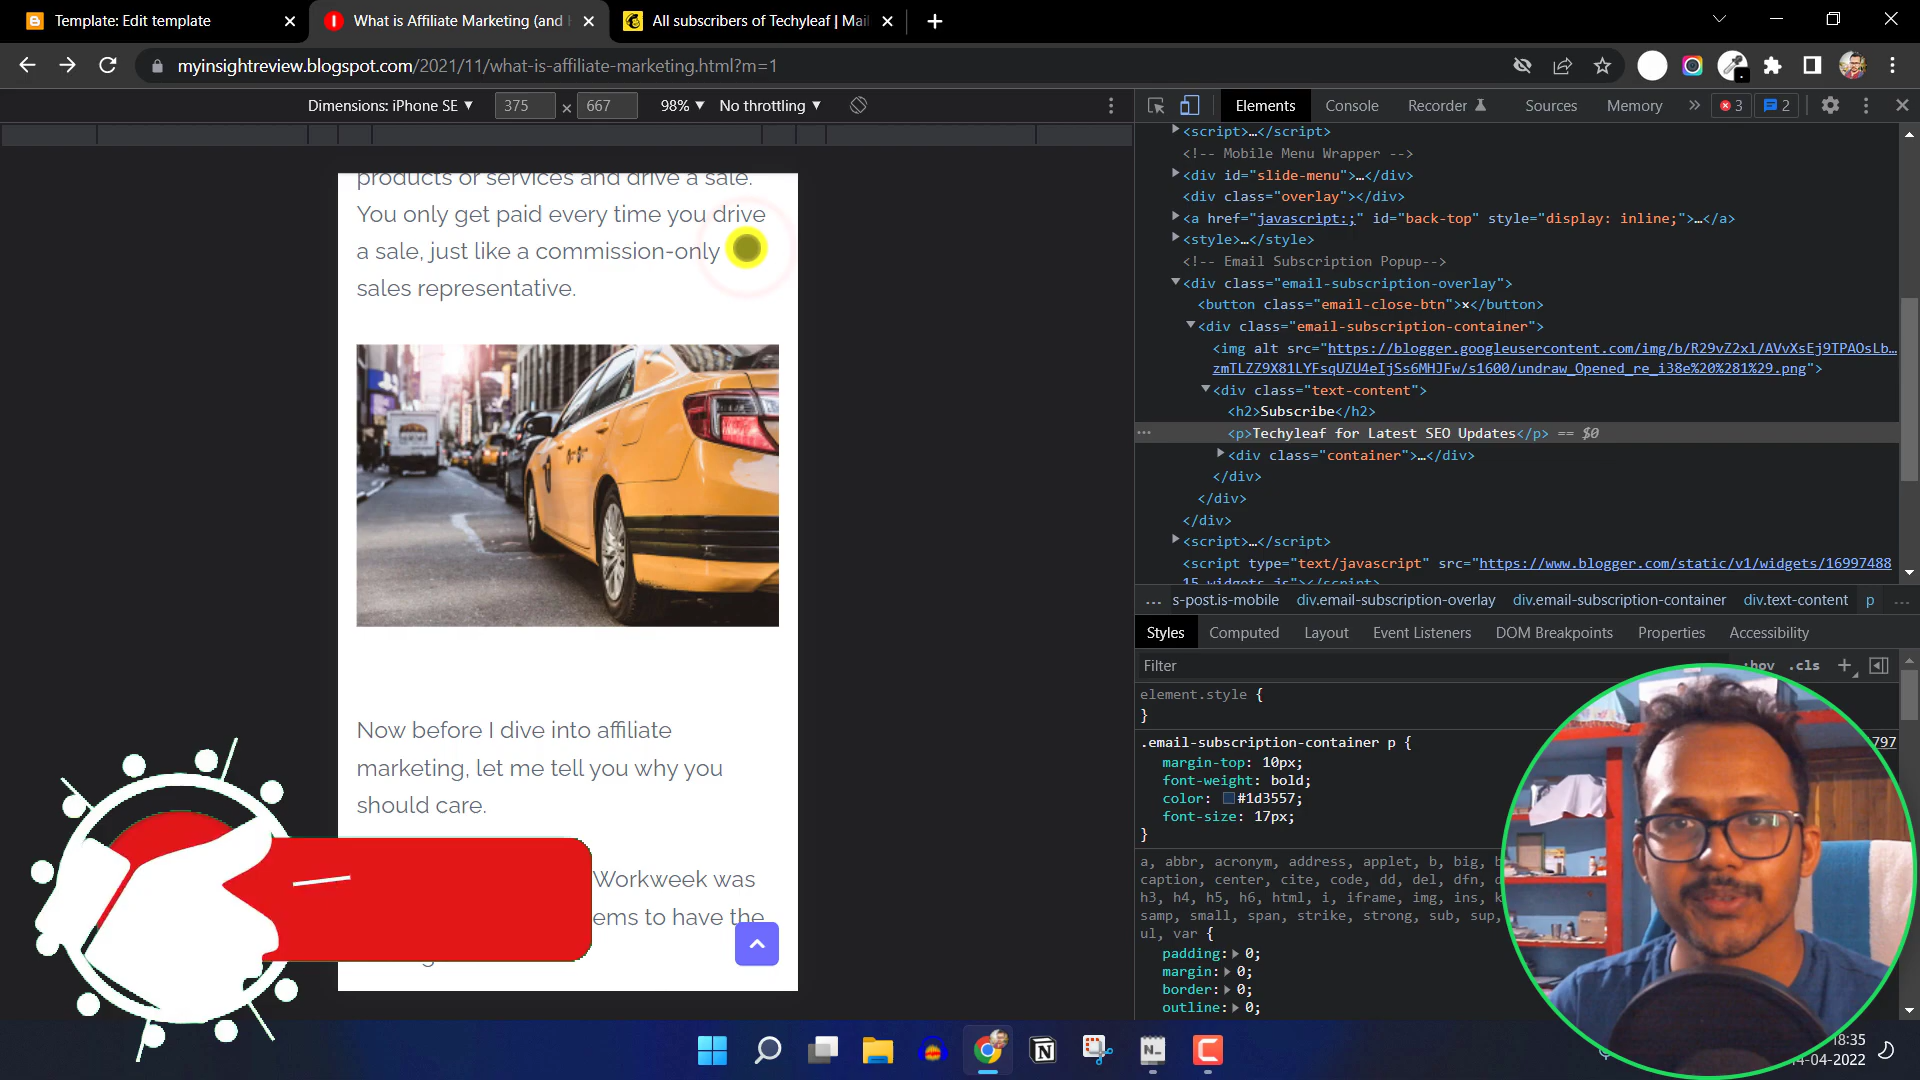 Template: Edit template
What is Affiliate Marketing (and
All subscribers of Techyleaf | Mail
myinsightreview.blogspot.com/2021/11/what-is-affiliate-marketing.html?m=1
Dimensions: iPhone SE ▼ 375 × 667 98% ▼ No throttling ▼
Elements Console Recorder Sources Memory » 3 2
products or services and drive a sale.
You only get paid every time you drive
a sale, just like a commission-only
sales representative.
Now before I dive into affiliate
marketing, let me tell you why you
should care.
Workweek was
ems to have the
<script>…</script>
<!-- Mobile Menu Wrapper -->
<div id="slide-menu">…</div>
<div class="overlay"></div>
<a href="javascript:;" id="back-top" style="display: inline;">…</a>
<style>…</style>
<!-- Email Subscription Popup-->
<div class="email-subscription-overlay">
<button class="email-close-btn">×</button>
<div class="email-subscription-container">
<img alt src="https://blogger.googleusercontent.com/img/b/R29vZ2xl/AVvXsEj9TPAOsLb…
zmTLZZ9X81LYFsqUZU4eIjSs6MHJFw/s1600/undraw_Opened_re_i38e%20%281%29.png">
<div class="text-content">
<h2>Subscribe</h2>
<p>Techyleaf for Latest SEO Updates</p> == $0
<div class="container">…</div>
</div>
</div>
</div>
<script>…</script>
<script type="text/javascript" src="https://www.blogger.com/static/v1/widgets/16997488
15-widgets.js"></script>
… s-post.is-mobile div.email-subscription-overlay div.email-subscription-container div.text-content p …
Styles Computed Layout Event Listeners DOM Breakpoints Properties Accessibility
Filter :hov .cls +
element.style {
}
.email-subscription-container p { 797
margin-top: 10px;
font-weight: bold;
color: #1d3557;
font-size: 17px;
}
a, abbr, acronym, address, applet, b, big, b
caption, center, cite, code, dd, del, dfn, d
h3, h4, h5, h6, html, i, iframe, img, ins, k
samp, small, span, strike, strong, sub, sup,
ul, var {
padding: 0;
margin: 0;
border: 0;
outline: 0;
18:35
-04-2022